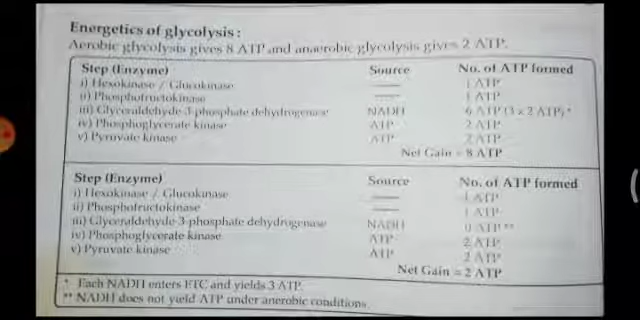 Energetics of glycolysis :
Aerobic glycolysis gives 8 ATP and anaerobic glycolysis gives 2 ATP.
Step (Enzyme) Source No. of ATP formed
i) Hexokinase / Glucokinase —— 1 ATP
ii) Phosphofructokinase —— 1 ATP
iii) Glyceraldehyde-3-phosphate dehydrogenase NADH 6 ATP (3 x 2 ATP) *
iv) Phosphoglycerate kinase ATP 2 ATP
v) Pyruvate kinase ATP 2 ATP
Net Gain = 8 ATP
Step (Enzyme) Source No. of ATP formed
i) Hexokinase / Glucokinase —— 1 ATP
ii) Phosphofructokinase —— 1 ATP
iii) Glyceraldehyde-3-phosphate dehydrogenase NADH 0 ATP **
iv) Phosphoglycerate kinase ATP 2 ATP
v) Pyruvate kinase ATP 2 ATP
Net Gain = 2 ATP
* Each NADH enters ETC and yields 3 ATP.
** NADH does not yield ATP under anerobic conditions.